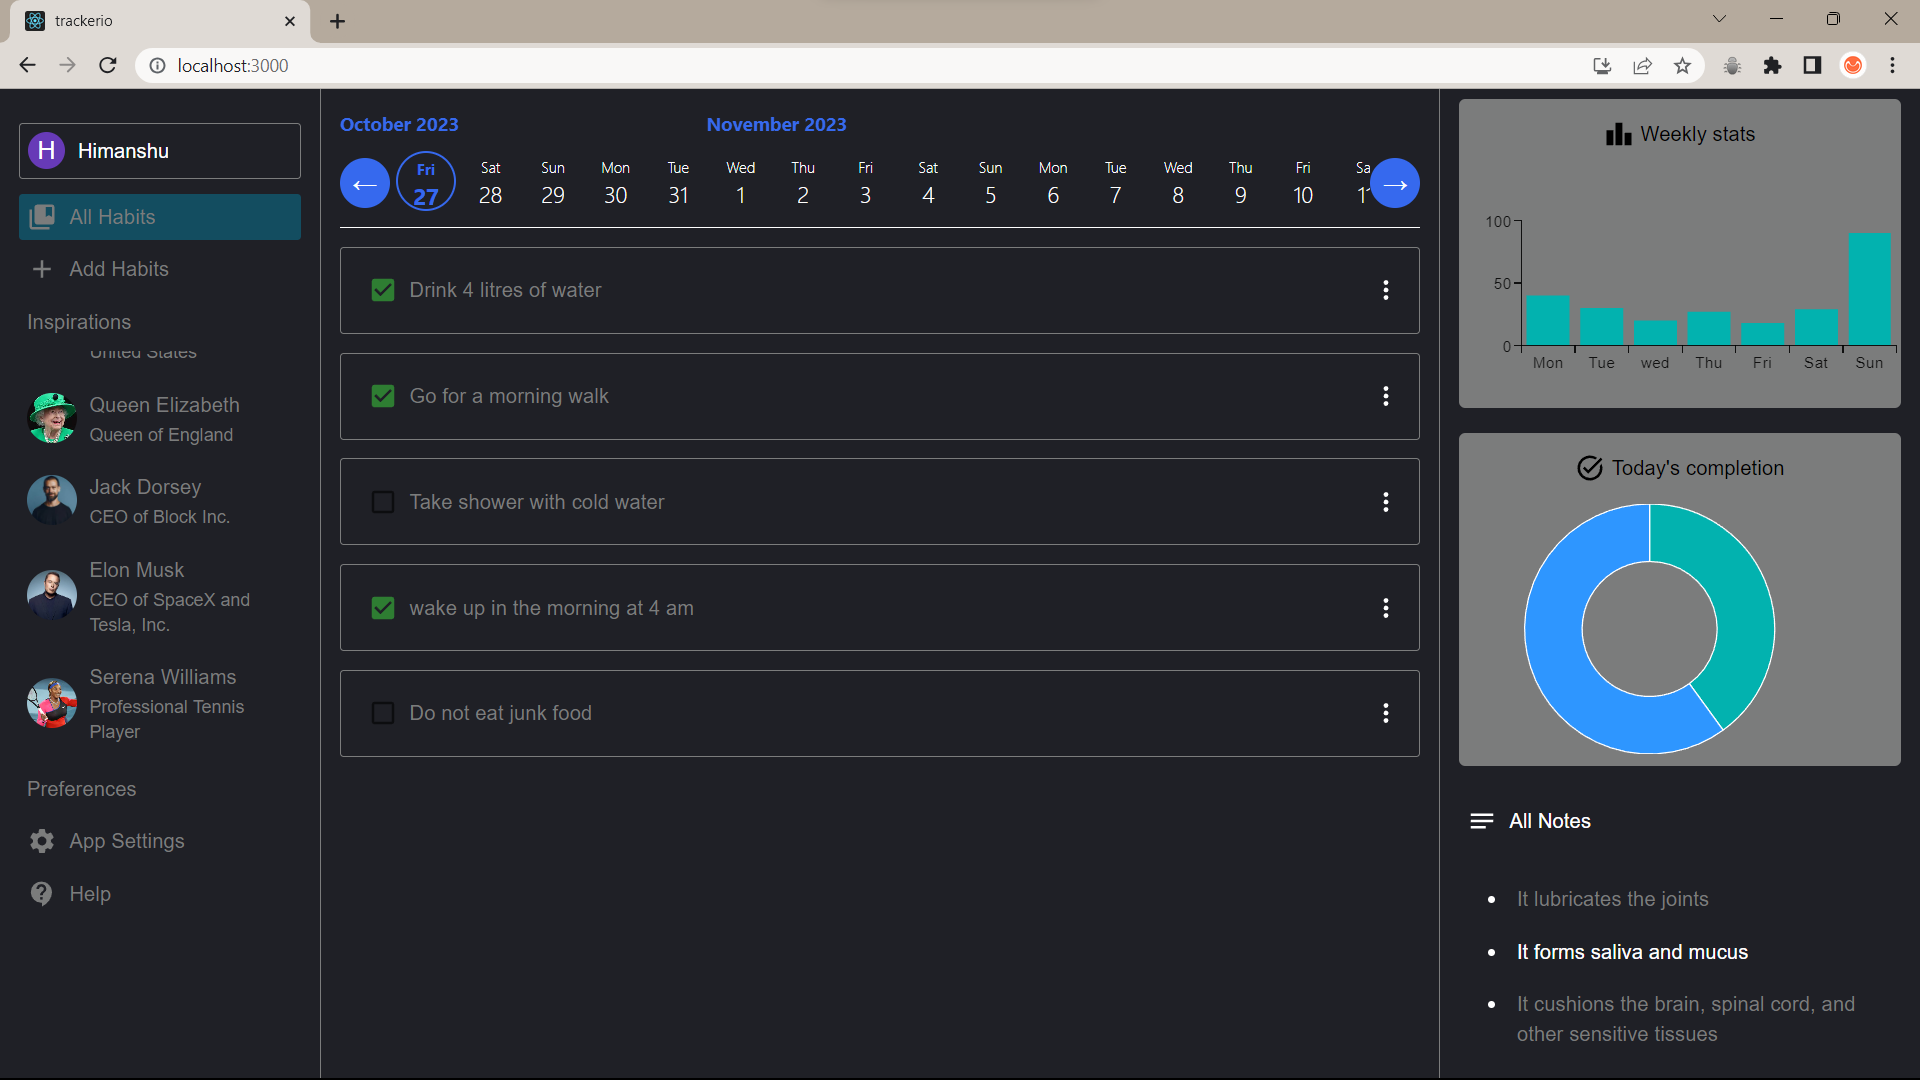 trackerio
localhost:3000
H Himanshu
All Habits
Add Habits
Inspirations
United States
Queen Elizabeth
Queen of England
Jack Dorsey
CEO of Block Inc.
Elon Musk
CEO of SpaceX and
Tesla, Inc.
Serena Williams
Professional Tennis
Player
Preferences
App Settings
Help
October 2023 November 2023
Fri Sat Sun Mon Tue Wed Thu Fri Sat Sun Mon Tue Wed Thu Fri Sa
27 28 29 30 31 1 2 3 4 5 6 7 8 9 10 11
Drink 4 litres of water
Go for a morning walk
Take shower with cold water
wake up in the morning at 4 am
Do not eat junk food
Weekly stats
100
50
0
Mon Tue wed Thu Fri Sat Sun
Today's completion
All Notes
It lubricates the joints
It forms saliva and mucus
It cushions the brain, spinal cord, and
other sensitive tissues